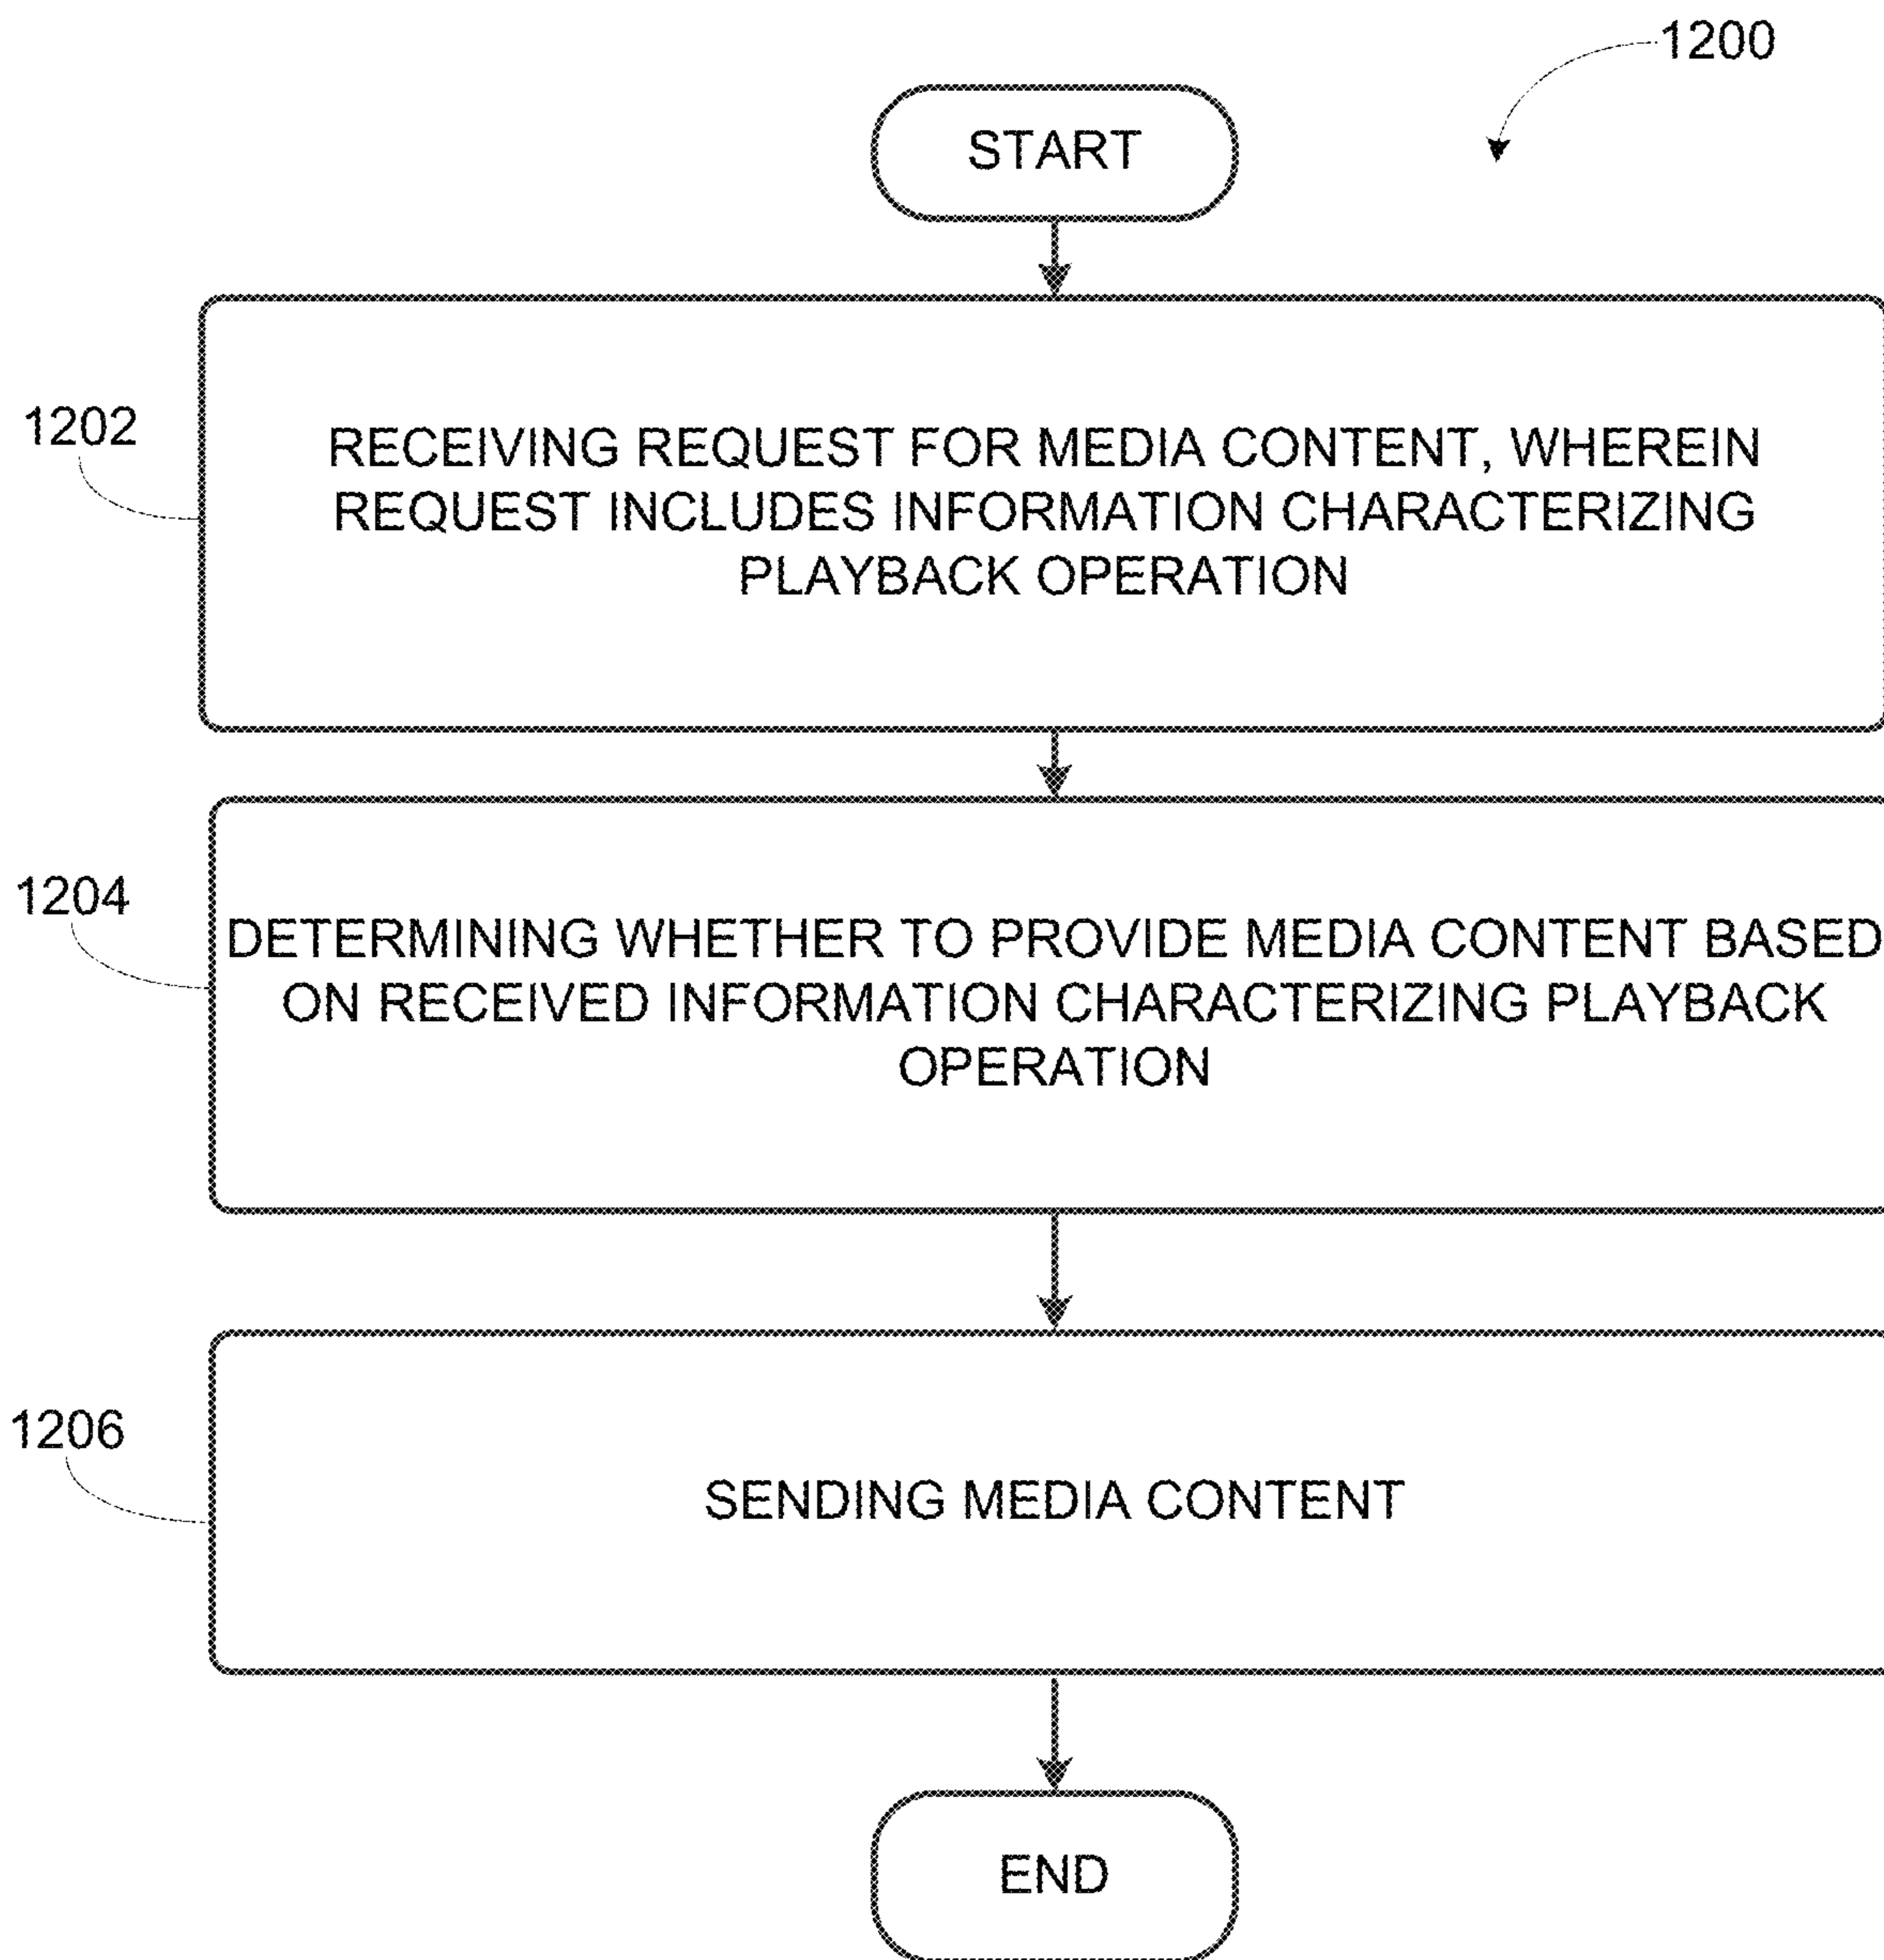 1200
START
1202
RECEIVING REQUEST FOR MEDIA CONTENT, WHEREIN
REQUEST INCLUDES INFORMATION CHARACTERIZING
PLAYBACK OPERATION
1204
DETERMINING WHETHER TO PROVIDE MEDIA CONTENT BASED
ON RECEIVED INFORMATION CHARACTERIZING PLAYBACK
OPERATION
1206
SENDING MEDIA CONTENT
END